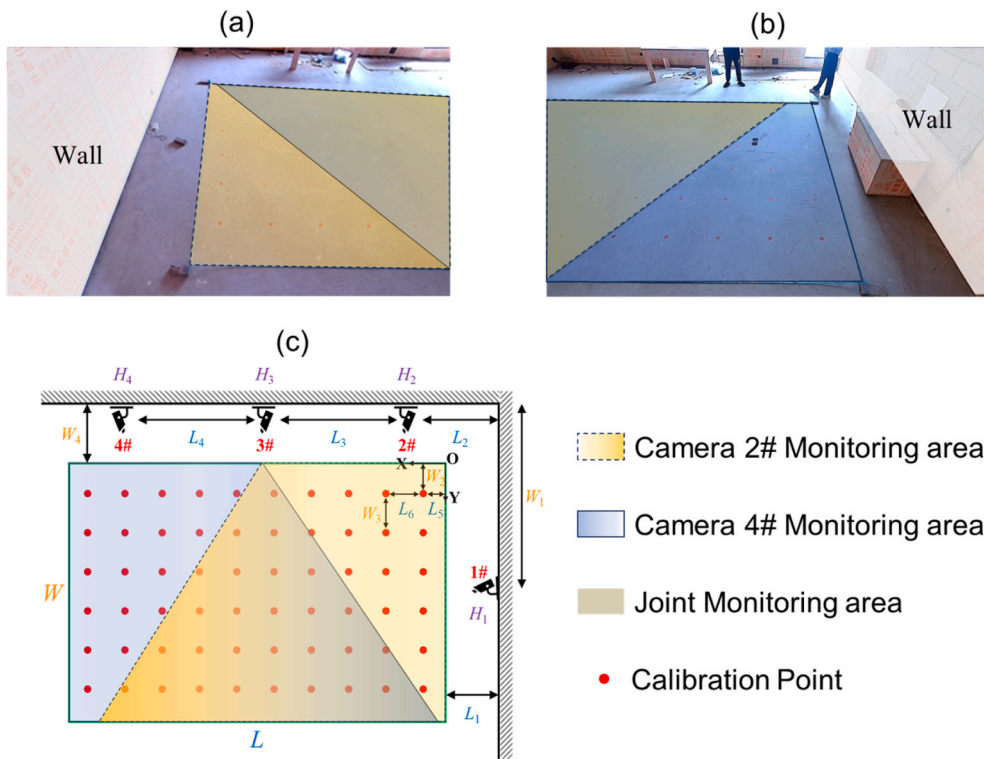 (a)
(b)
Wall
Wall
(c)
H4 H3 H2
W4 L4 L3 L2
4# 3# 2#
X O
W2
Y
W3 L6 L5
W1
1#
H1
W
L1
L
Camera 2# Monitoring area
Camera 4# Monitoring area
Joint Monitoring area
Calibration Point